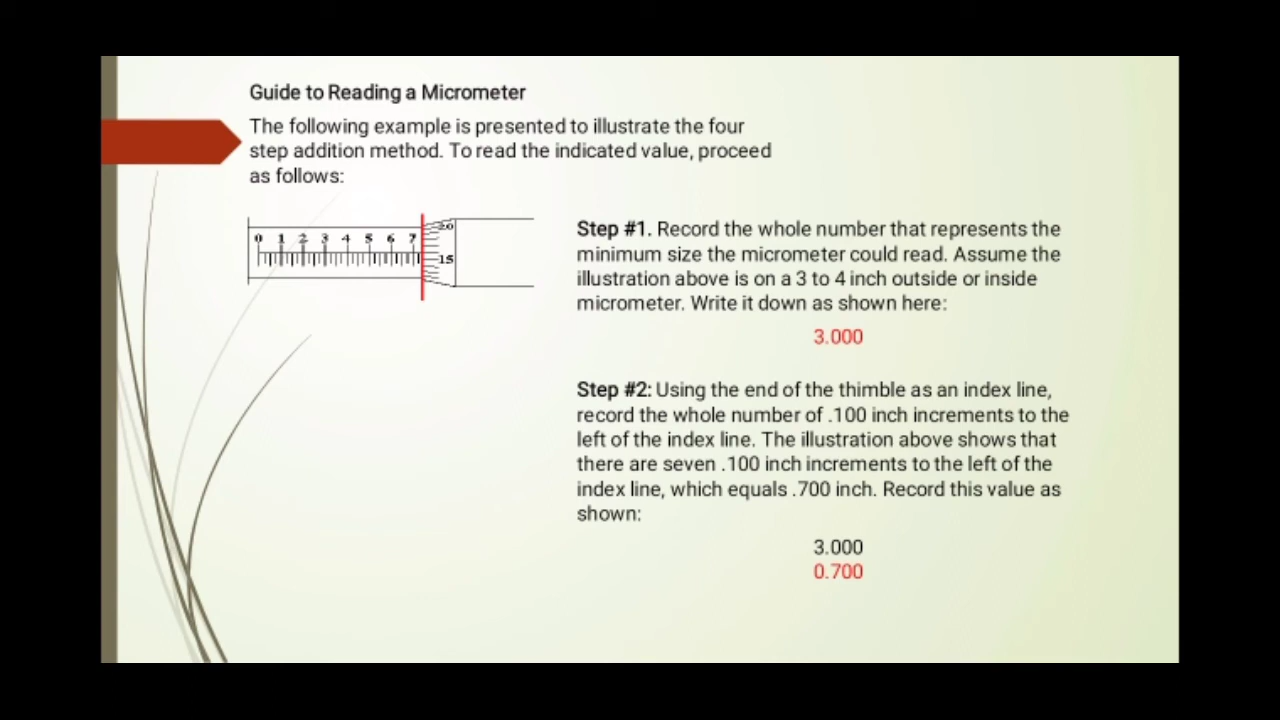 Guide to Reading a Micrometer
The following example is presented to illustrate the four
step addition method. To read the indicated value, proceed
as follows:
0 1 2 3 4 5 6 7
20
15
Step #1. Record the whole number that represents the
minimum size the micrometer could read. Assume the
illustration above is on a 3 to 4 inch outside or inside
micrometer. Write it down as shown here:
3.000
Step #2: Using the end of the thimble as an index line,
record the whole number of .100 inch increments to the
left of the index line. The illustration above shows that
there are seven .100 inch increments to the left of the
index line, which equals .700 inch. Record this value as
shown:
3.000
0.700